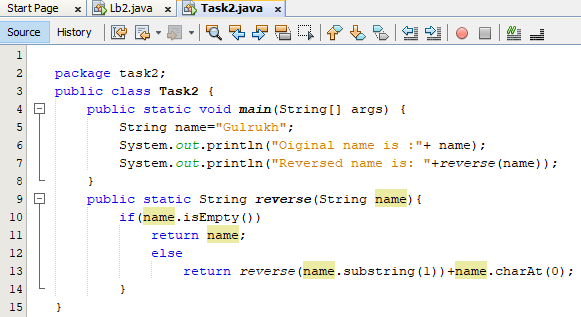 Start Page x Lb2.java x Task2.java x
Source History
1
2 package task2;
3 public class Task2 {
4 public static void main(String[] args) {
5 String name="Gulrukh";
6 System.out.println("Oiginal name is :"+ name);
7 System.out.println("Reversed name is: "+reverse(name));
8 }
9 public static String reverse(String name){
10 if(name.isEmpty())
11 return name;
12 else
13 return reverse(name.substring(1))+name.charAt(0);
14 }
15 }